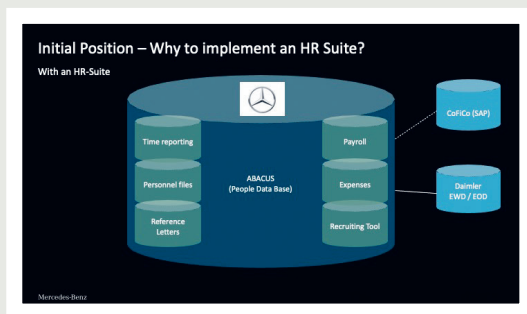 Initial Position – Why to implement an HR Suite?
With an HR-Suite
Time reporting
Personnel files
Reference
Letters
ABACUS
(People Data Base)
Payroll
Expenses
Recruiting Tool
CoFiCo (SAP)
Daimler
EWD / EOD
Mercedes-Benz